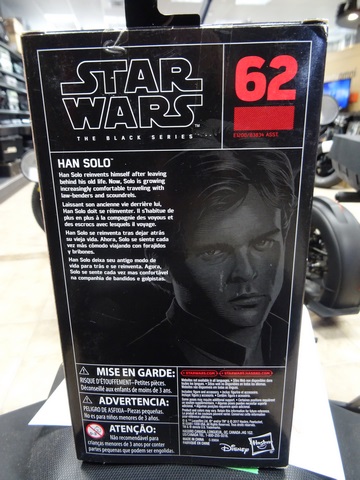 STAR
WARS
THE BLACK SERIES
62
HAN SOLO
Han Solo reinvents himself after leaving
behind his old life. Now, Solo is growing
increasingly comfortable traveling with
law-benders and scoundrels.
Laissant son ancienne vie derrière lui,
Han Solo doit se réinventer. Il s'habitue de
plus en plus à la compagnie des voyous et
des escrocs avec lesquels il voyage.
Han Solo se reinventa tras dejar atrás
su vieja vida. Ahora, Solo se siente cada
vez más cómodo viajando con forajidos
y bribones.
Han Solo deixa seu antigo modo de
vida para trás e se reinventa. Agora,
Solo se sente cada vez mais confortável
na companhia de bandidos e golpistas.
MISE EN GARDE:
RISQUE D'ÉTOUFFEMENT–Petites pièces.
Déconseillé aux enfants de moins de 3 ans.
ADVERTENCIA:
PELIGRO DE ASFIXIA–Piezas pequeñas.
No es para niños menores de 3 años.
ATENÇÃO:
Não recomendável para
crianças menores de 3 anos por conter
partes pequenas que podem ser engolidas.
Disney
Hasbro